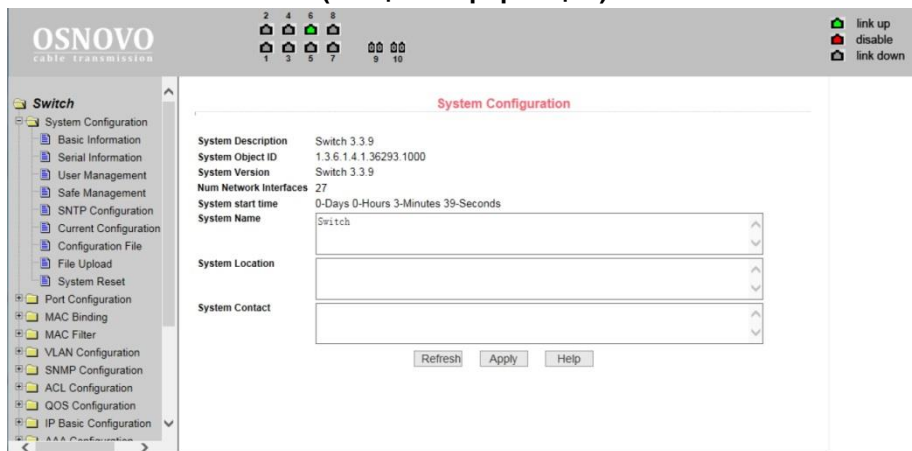 OSNOVO
cable transmission
2 4 6 8
1 3 5 7 9 10
link up
disable
link down
Switch
System Configuration
Basic Information
Serial Information
User Management
Safe Management
SNTP Configuration
Current Configuration
Configuration File
File Upload
System Reset
Port Configuration
MAC Binding
MAC Filter
VLAN Configuration
SNMP Configuration
ACL Configuration
QOS Configuration
IP Basic Configuration
AAA Configuration
System Configuration
System Description Switch 3.3.9
System Object ID 1.3.6.1.4.1.36293.1000
System Version Switch 3.3.9
Num Network Interfaces 27
System start time 0-Days 0-Hours 3-Minutes 39-Seconds
System Name Switch
System Location
System Contact
Refresh Apply Help